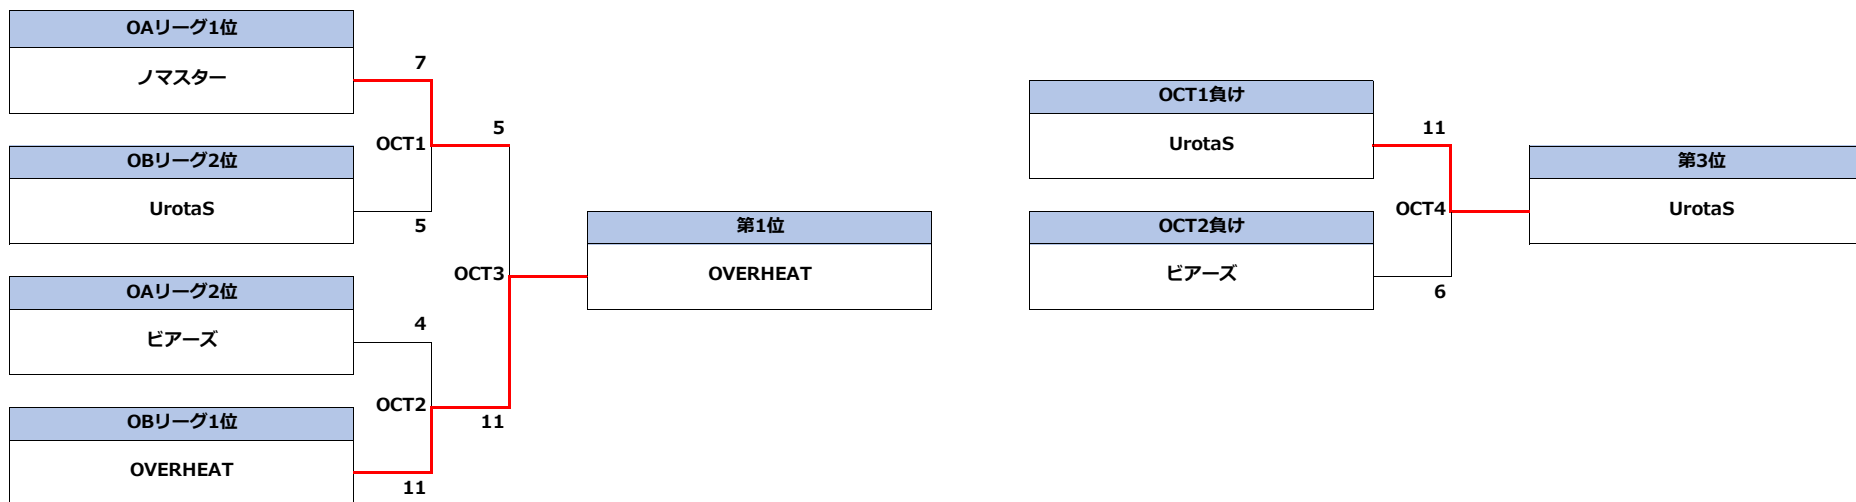 OAリーグ1位
ノマスター
7
OCT1
5
OBリーグ2位
UrotaS
5
OAリーグ2位
ビアーズ
4
OCT2
11
OBリーグ1位
OVERHEAT
11
OCT3
第1位
OVERHEAT
OCT1負け
UrotaS
11
OCT4
OCT2負け
ビアーズ
6
第3位
UrotaS